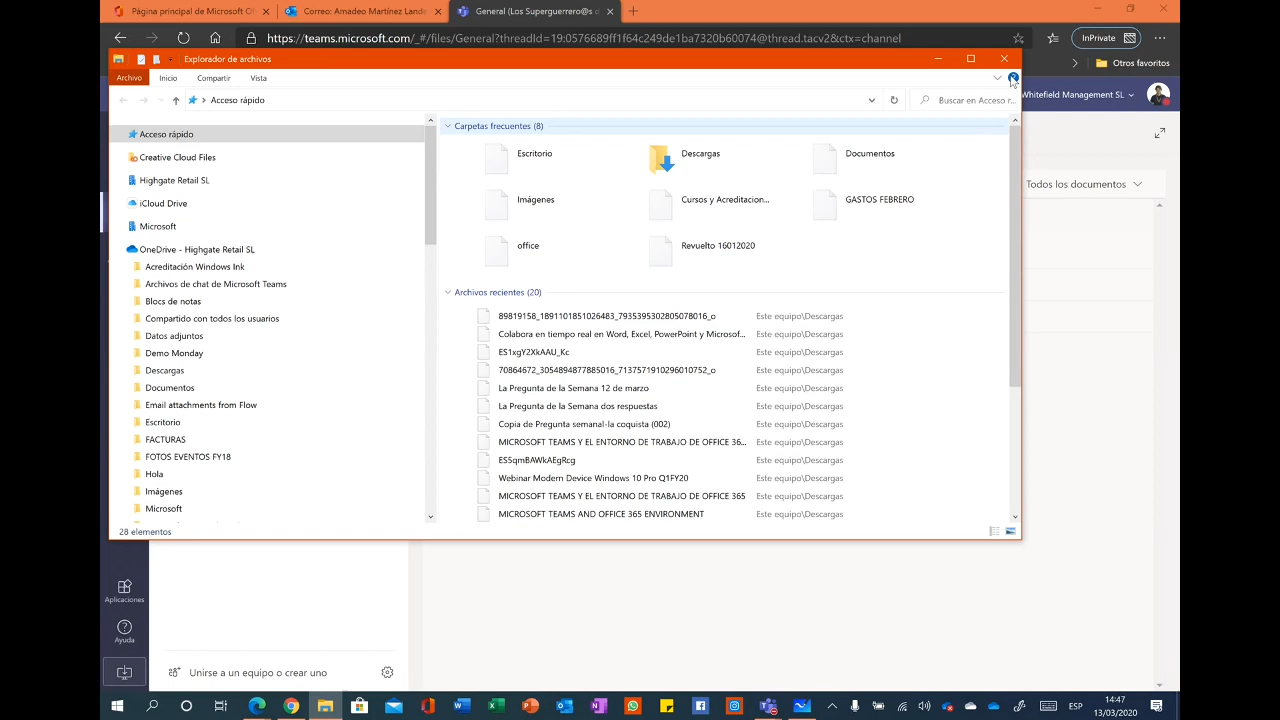 Página principal de Microsoft Of
Correo: Amadeo Martínez Lande
General (Los Superguerrero@s d
https://teams.microsoft.com/_#/files/General?threadId=19:0576689ff1f64c249de1ba7320b60074@thread.tacv2&ctx=channel
InPrivate
Otros favoritos
Explorador de archivos
Archivo
Inicio
Compartir
Vista
Whitefield Management SL
Acceso rápido
Buscar en Acceso r...
Todos los documentos
Acceso rápido
Creative Cloud Files
Highgate Retail SL
iCloud Drive
Microsoft
OneDrive - Highgate Retail SL
Acreditación Windows Ink
Archivos de chat de Microsoft Teams
Blocs de notas
Compartido con todos los usuarios
Datos adjuntos
Demo Monday
Descargas
Documentos
Email attachments from Flow
Escritorio
FACTURAS
FOTOS EVENTOS FY18
Hola
Imágenes
Microsoft
Carpetas frecuentes (8)
Escritorio
Descargas
Documentos
Imágenes
Cursos y Acreditacion...
GASTOS FEBRERO
office
Revuelto 16012020
Archivos recientes (20)
89819158_1891101851026483_7935395302805078016_o Este equipo\Descargas
Colabora en tiempo real en Word, Excel, PowerPoint y Microsof... Este equipo\Descargas
ES1xgY2XkAAU_Kc Este equipo\Descargas
70864672_3054894877885016_7137571910296010752_o Este equipo\Descargas
La Pregunta de la Semana 12 de marzo Este equipo\Descargas
La Pregunta de la Semana dos respuestas Este equipo\Descargas
Copia de Pregunta semanal-la coquista (002) Este equipo\Descargas
MICROSOFT TEAMS Y EL ENTORNO DE TRABAJO DE OFFICE 36... Este equipo\Descargas
ES5qmBAWkAEgRcg Este equipo\Descargas
Webinar Modern Device Windows 10 Pro Q1FY20 Este equipo\Descargas
MICROSOFT TEAMS Y EL ENTORNO DE TRABAJO DE OFFICE 365 Este equipo\Descargas
MICROSOFT TEAMS AND OFFICE 365 ENVIRONMENT Este equipo\Descargas
28 elementos
Aplicaciones
Ayuda
Unirse a un equipo o crear uno
ESP
14:47
13/03/2020